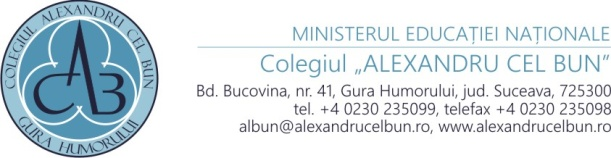 COLEGIUL ALEXANDRU CEL BUN
CAB
GURA HUMORULUI
MINISTERUL EDUCAȚIEI NAȚIONALE
Colegiul „ALEXANDRU CEL BUN”
Bd. Bucovina, nr. 41, Gura Humorului, jud. Suceava, 725300
tel. +4 0230 235099, telefax +4 0230 235098
albun@alexandrucelbun.ro, www.alexandrucelbun.ro